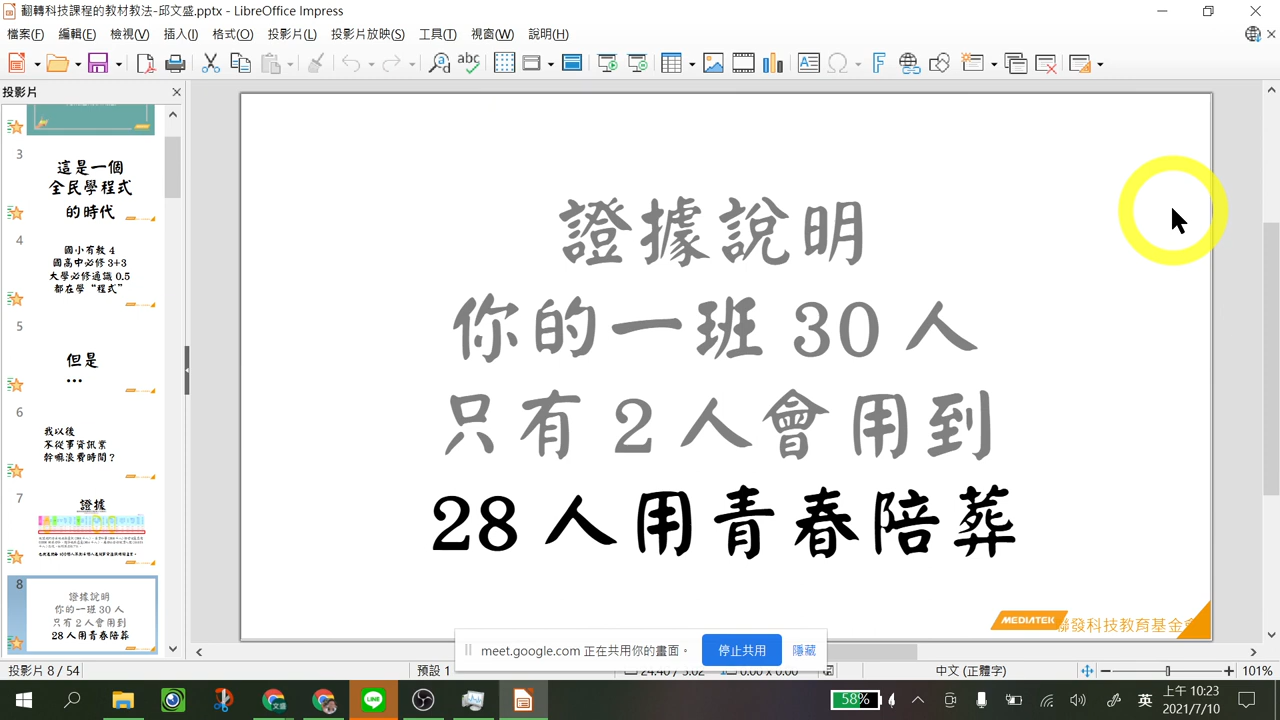 翻轉科技課程的教材教法-邱文盛.pptx - LibreOffice Impress
檔案(F) 編輯(E) 檢視(V) 插入(I) 格式(O) 投影片(L) 投影片放映(S) 工具(T) 視窗(W) 說明(H)
投影片
3
這是一個
全民學程式
的時代
4
國小有教 4
國高中必修 3+3
大學必修通識 0.5
都在學“程式”
5
但是
...
6
我以後
不從事資訊業
幹嘛浪費時間？
7
證據
8
證據說明
你的一班 30 人
只有 2 人會用到
28 人用青春陪葬
證據說明
你的一班 30 人
只有 2 人會用到
28 人用青春陪葬
MEDIATEK 聯發科技教育基金會
meet.google.com 正在共用你的畫面。 停止共用 隱藏
投影片 8 / 54
預設 1
24.40 / 3.02
0.00 x 0.00
中文 (正體字)
101%
58%
英
上午 10:23
2021/7/10